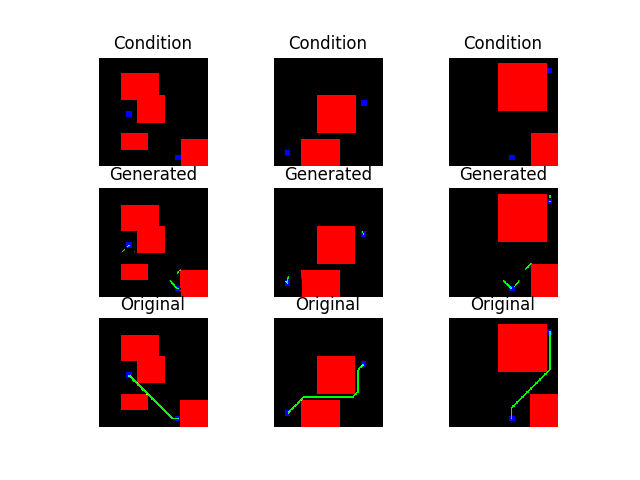 Condition Condition Condition
Generated Generated Generated
Original Original Original